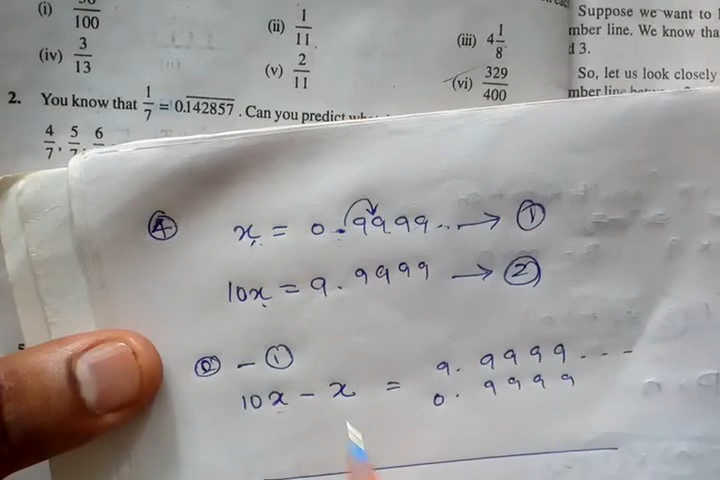 (i) 100
(ii) 1/11
(iii) 4 1/8
(iv) 3/13
(v) 2/11
(vi) 329/400
2. You know that 1/7 = 0.\overline{142857}. Can you predict
4/7, 5/7, 6
Suppose we want to
mber line. We know tha
d 3.
So, let us look closely
mber line
④ x = 0.9999.. → ①
10x = 9.9999 → ②
② - ①
10x - x = 9.9999...
0.9999